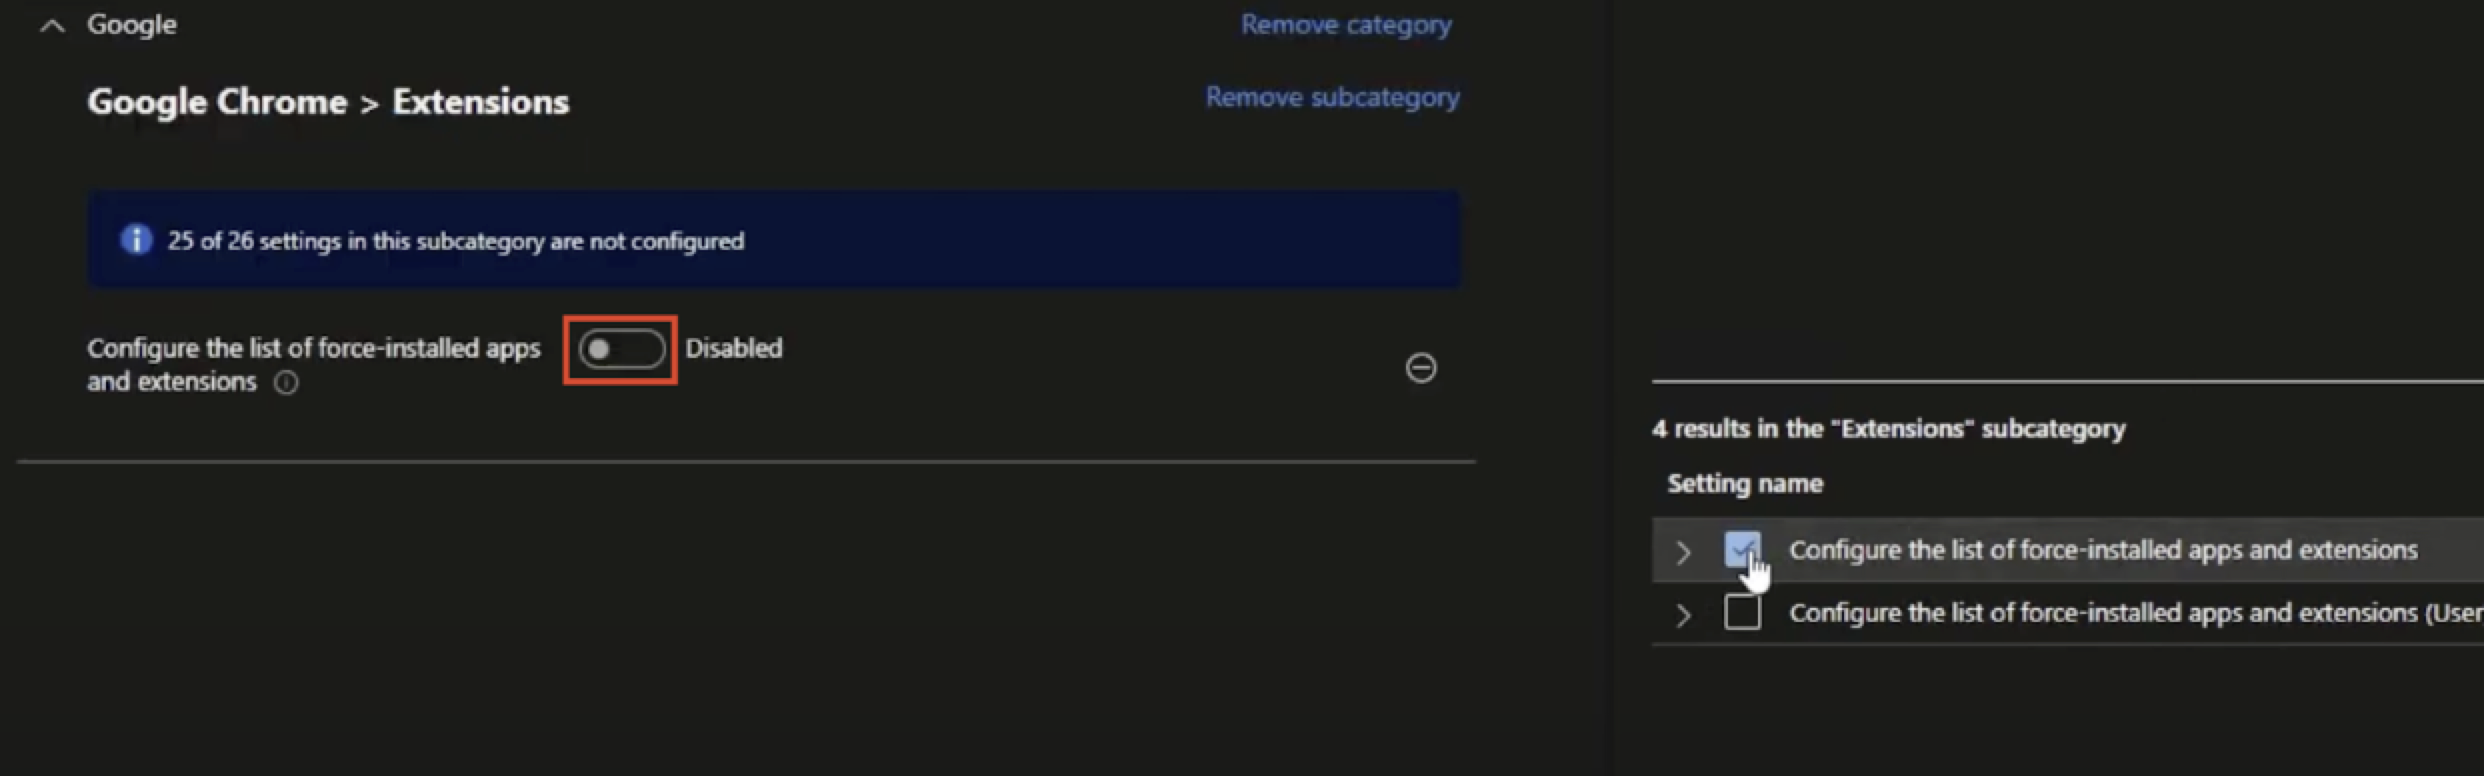 Google
Remove category
Google Chrome > Extensions
Remove subcategory
25 of 26 settings in this subcategory are not configured
Configure the list of force-installed apps
and extensions
Disabled
4 results in the "Extensions" subcategory
Setting name
Configure the list of force-installed apps and extensions
Configure the list of force-installed apps and extensions (User